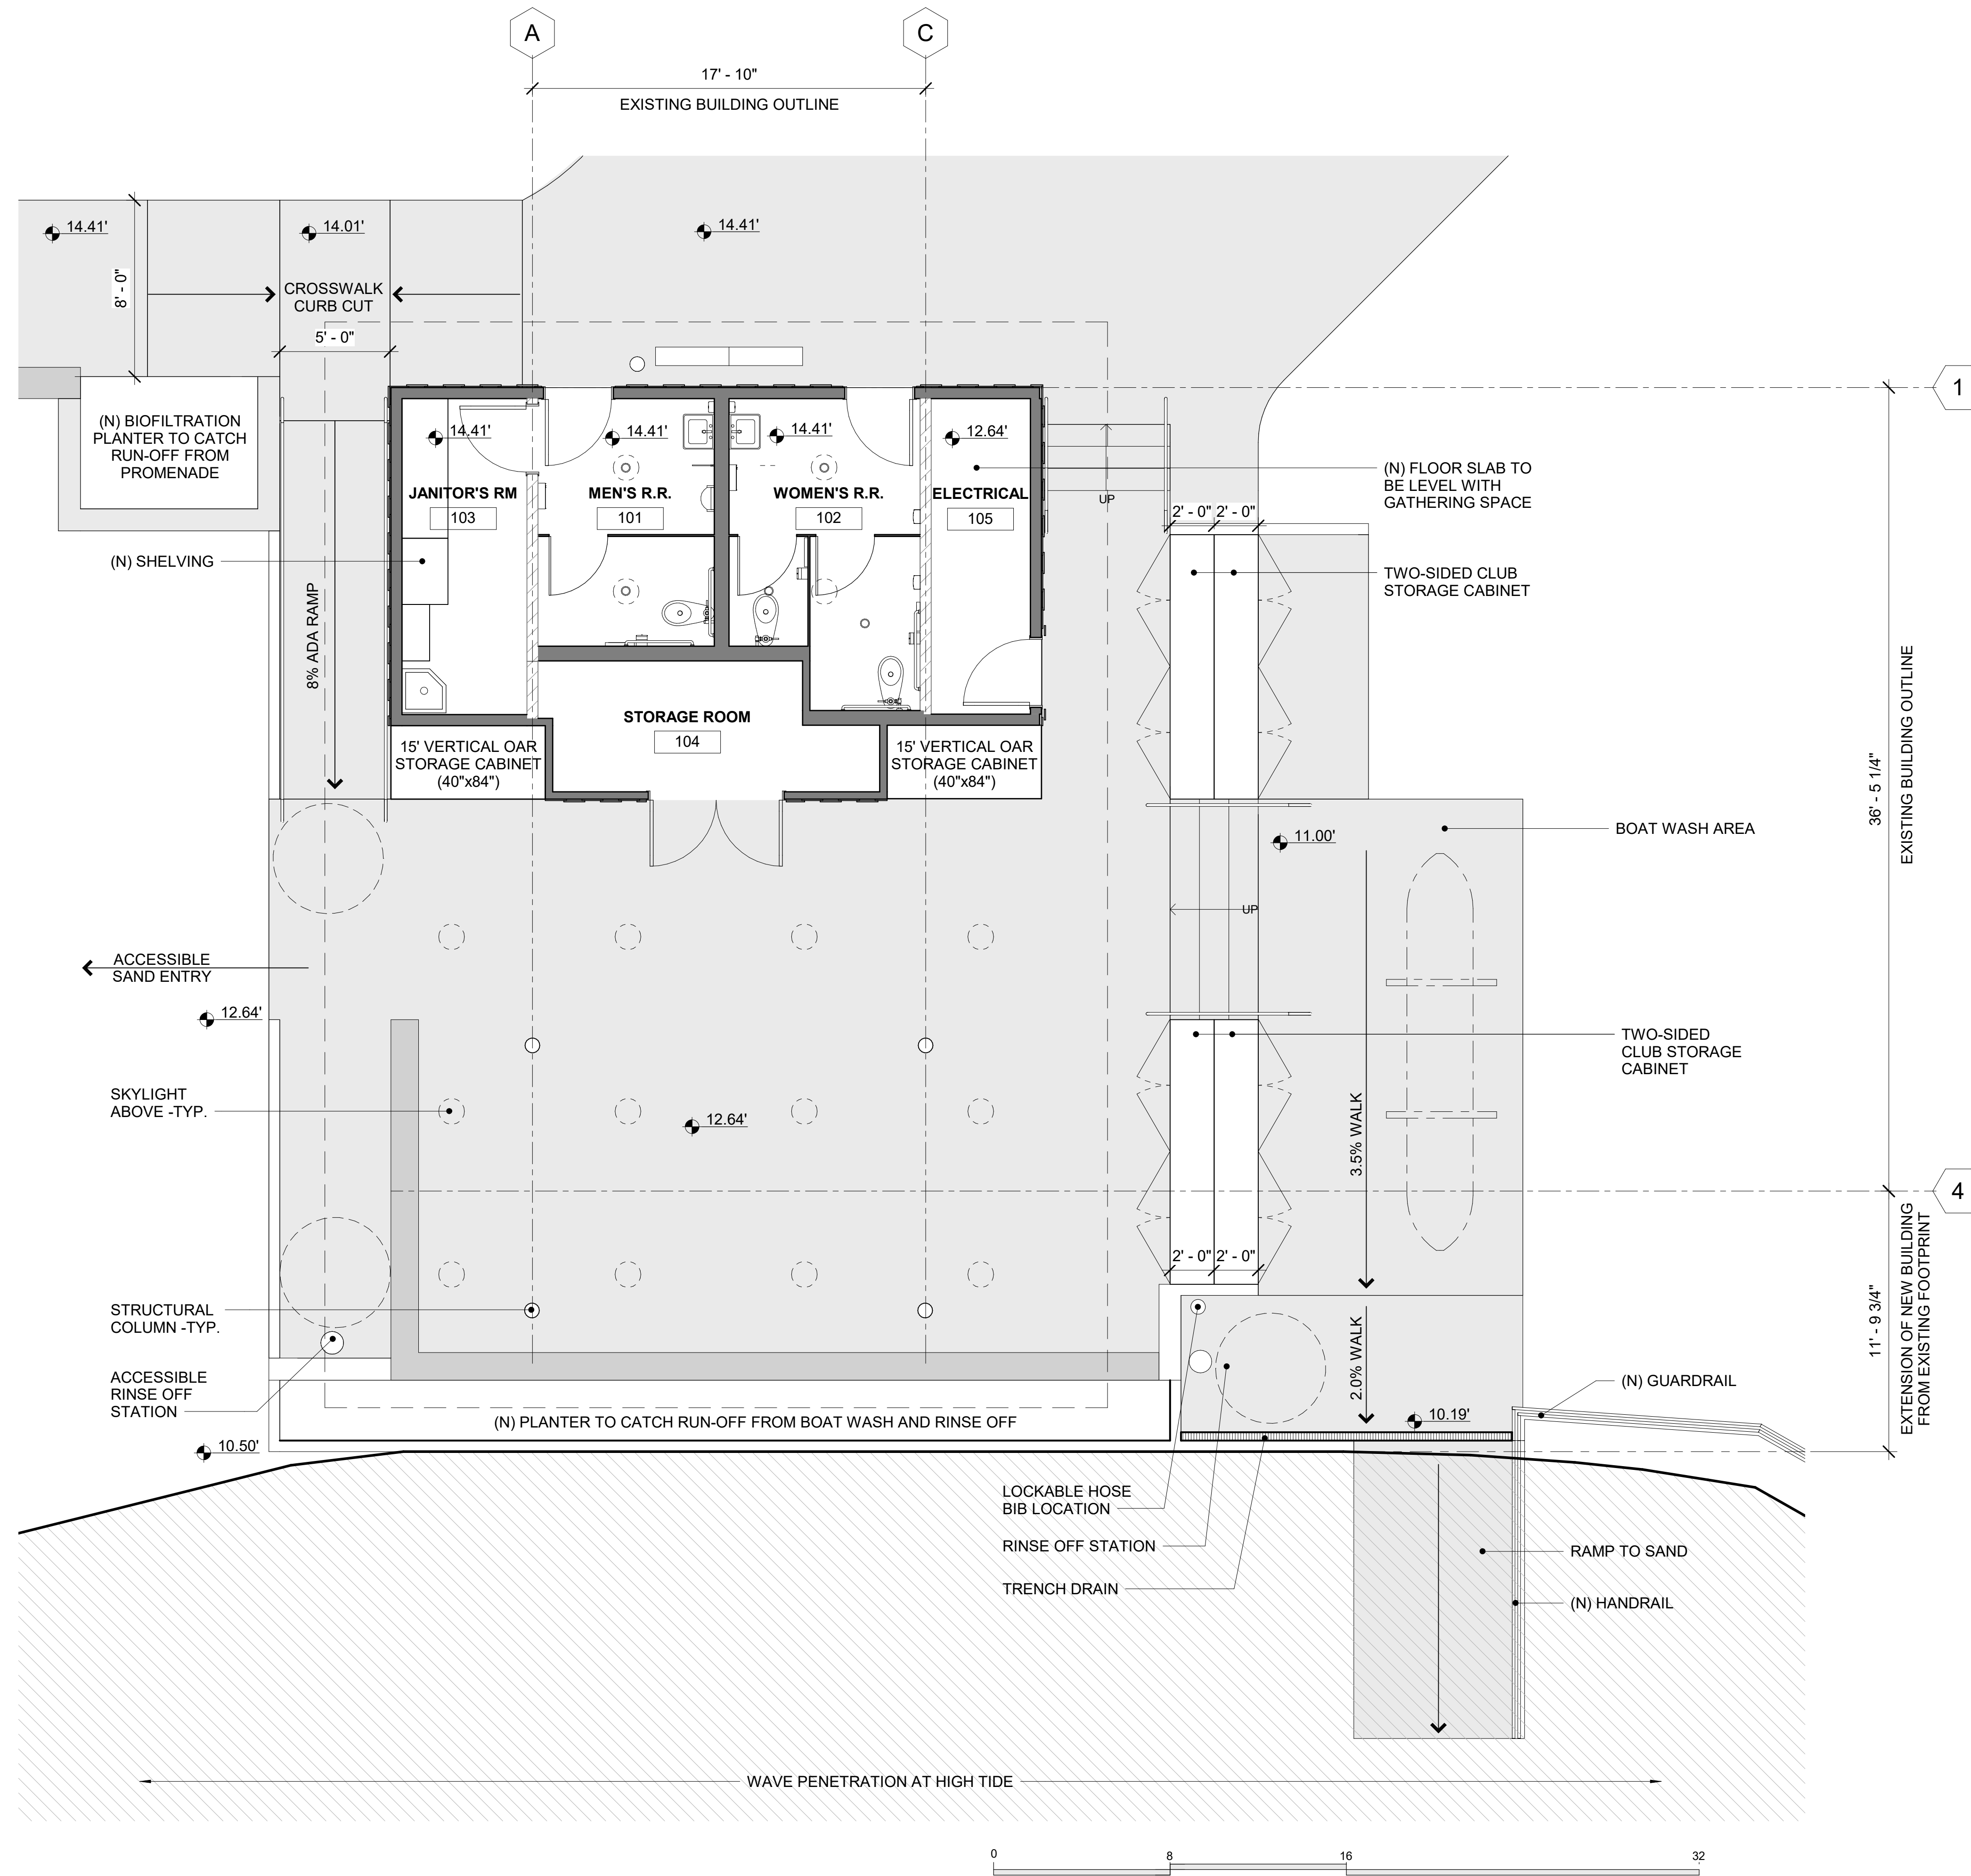 A
C
17' - 10"
EXISTING BUILDING OUTLINE
14.41'
14.01'
14.41'
8' - 0"
CROSSWALK
CURB CUT
5' - 0"
1
(N) BIOFILTRATION
PLANTER TO CATCH
RUN-OFF FROM
PROMENADE
14.41'
14.41'
14.41'
12.64'
(N) FLOOR SLAB TO
BE LEVEL WITH
GATHERING SPACE
JANITOR'S RM
103
MEN'S R.R.
101
WOMEN'S R.R.
102
ELECTRICAL
105
UP
2' - 0"
2' - 0"
(N) SHELVING
TWO-SIDED CLUB
STORAGE CABINET
8% ADA RAMP
STORAGE ROOM
104
15' VERTICAL OAR
STORAGE CABINET
(40"x84")
15' VERTICAL OAR
STORAGE CABINET
(40"x84")
36' - 5 1/4"
EXISTING BUILDING OUTLINE
11.00'
BOAT WASH AREA
UP
ACCESSIBLE
SAND ENTRY
12.64'
TWO-SIDED
CLUB STORAGE
CABINET
SKYLIGHT
ABOVE -TYP.
12.64'
3.5% WALK
4
2' - 0"
2' - 0"
STRUCTURAL
COLUMN -TYP.
11' - 9 3/4"
EXTENSION OF NEW BUILDING
FROM EXISTING FOOTPRINT
2.0% WALK
ACCESSIBLE
RINSE OFF
STATION
(N) GUARDRAIL
(N) PLANTER TO CATCH RUN-OFF FROM BOAT WASH AND RINSE OFF
10.19'
10.50'
LOCKABLE HOSE
BIB LOCATION
RINSE OFF STATION
RAMP TO SAND
TRENCH DRAIN
(N) HANDRAIL
WAVE PENETRATION AT HIGH TIDE
0
8
16
32